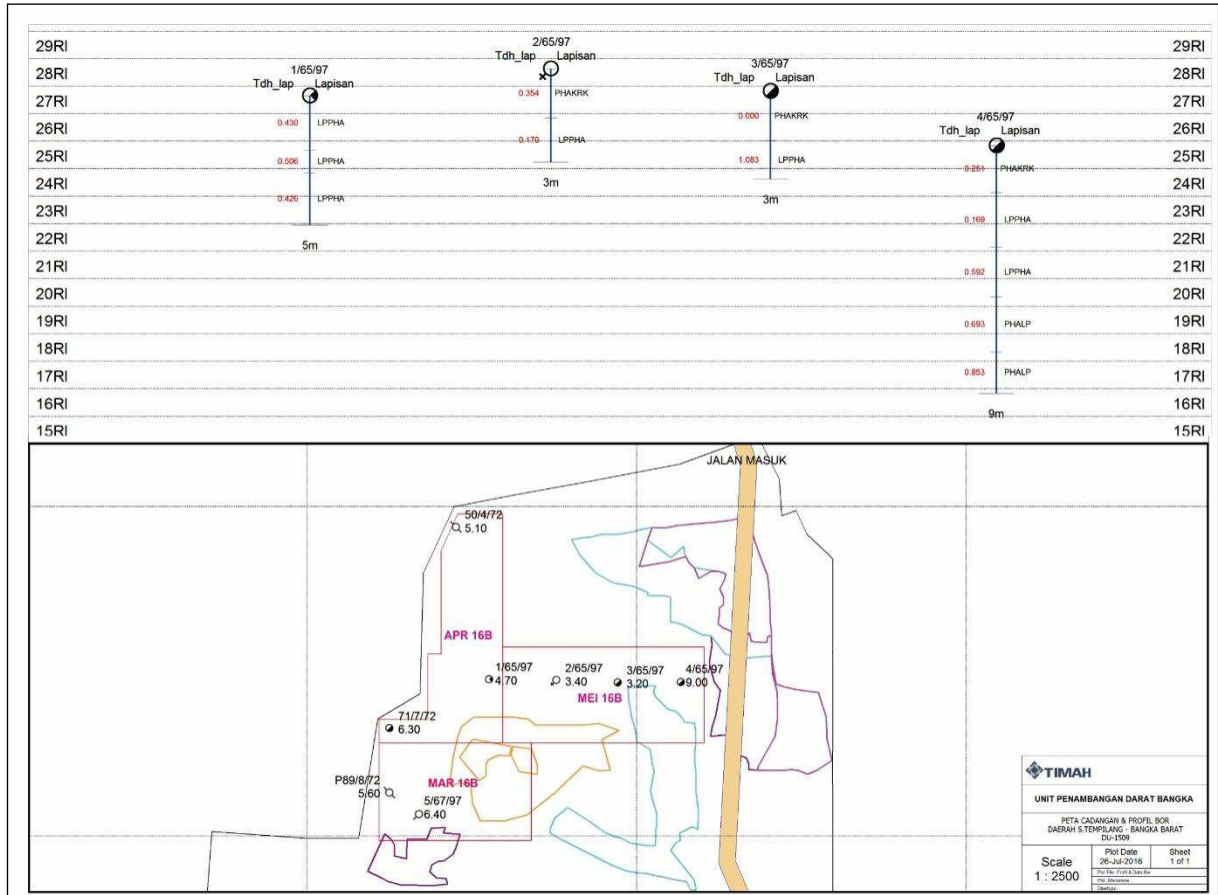 29RI 29RI
28RI 28RI
27RI 27RI
26RI 26RI
25RI 25RI
24RI 24RI
23RI 23RI
22RI 22RI
21RI 21RI
20RI 20RI
19RI 19RI
18RI 18RI
17RI 17RI
16RI 16RI
15RI 15RI
1/65/97
Tdh_lap Lapisan
0.430 LPPHA
0.506 LPPHA
0.426 LPPHA
5m
2/65/97
Tdh_lap Lapisan
0.354 PHAKRK
0.170 LPPHA
3m
3/65/97
Tdh_lap Lapisan
0.000 PHAKRK
1.083 LPPHA
3m
4/65/97
Tdh_lap Lapisan
0.251 PHAKRK
0.169 LPPHA
0.592 LPPHA
0.693 PHALP
0.853 PHALP
9m
JALAN MASUK
50/4/72
5.10
APR 16B
1/65/97
4.70
2/65/97
3.40
3/65/97
3.20
4/65/97
9.00
MEI 16B
71/7/72
6.30
MAR 16B
P89/8/72
5.60
5/67/97
6.40
TIMAH
UNIT PENAMBANGAN DARAT BANGKA
PETA CADANGAN & PROFIL BOR
DAERAH S.TEMPILANG - BANGKA BARAT
DU-1509
Scale
1 : 2500
Plot Date
26-Jul-2016
Sheet
1 of 1